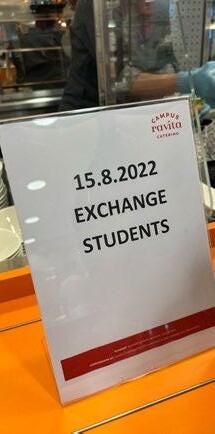 CAMPUS
ravita
CATERING
15.8.2022
EXCHANGE
STUDENTS